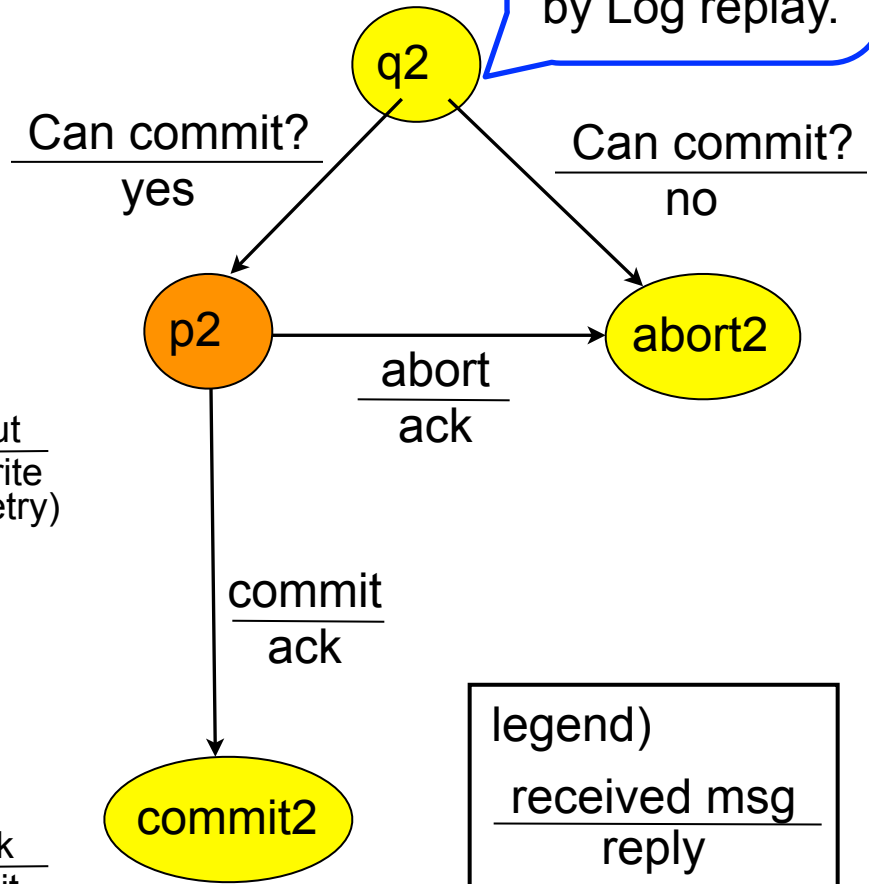 by Log replay.
q2
Can commit?
yes
Can commit?
no
p2
abort2
abort
ack
etry)
commit
ack
legend)
received msg
reply
commit2